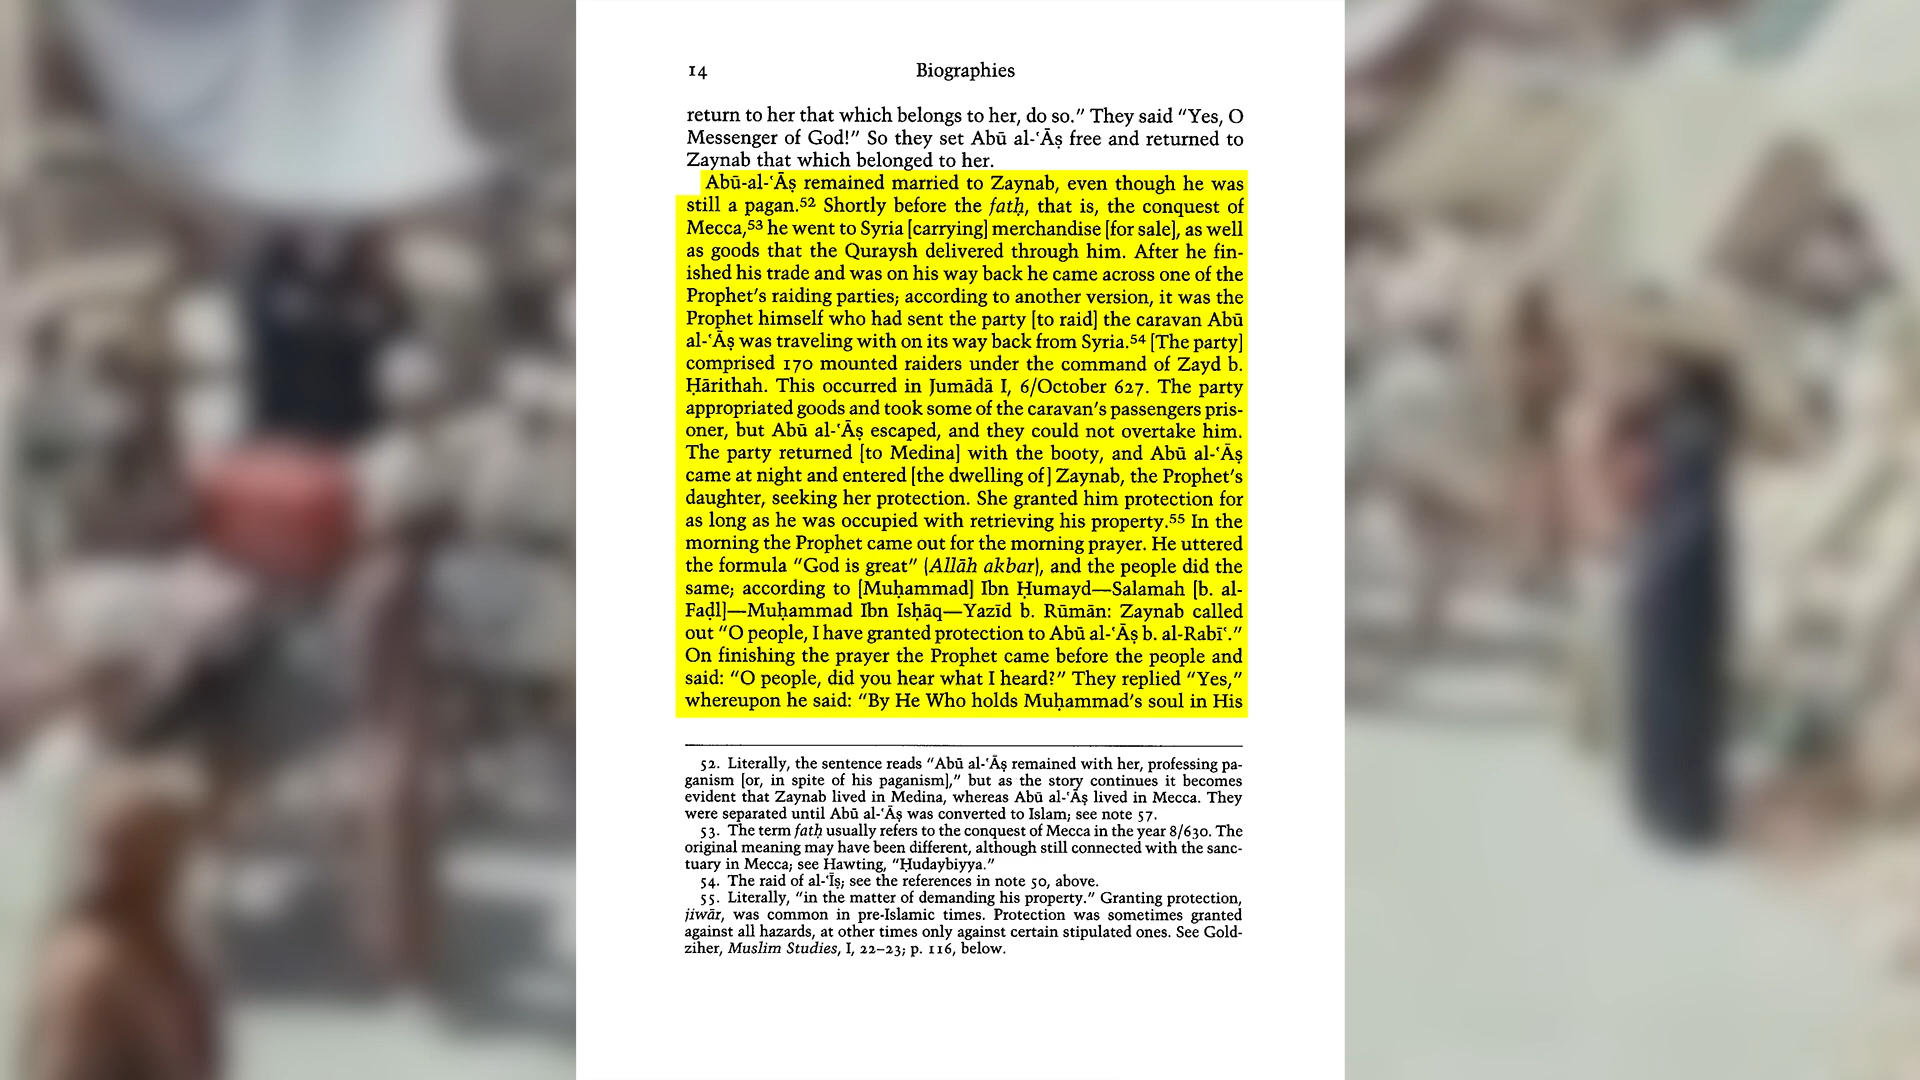 14 Biographies
return to her that which belongs to her, do so.” They said “Yes, O
Messenger of God!” So they set Abū al-ʿĀṣ free and returned to
Zaynab that which belonged to her.
Abū-al-ʿĀṣ remained married to Zaynab, even though he was
still a pagan.⁵² Shortly before the fatḥ, that is, the conquest of
Mecca,⁵³ he went to Syria [carrying] merchandise [for sale], as well
as goods that the Quraysh delivered through him. After he fin-
ished his trade and was on his way back he came across one of the
Prophet’s raiding parties; according to another version, it was the
Prophet himself who had sent the party [to raid] the caravan Abū
al-ʿĀṣ was traveling with on its way back from Syria.⁵⁴ [The party]
comprised 170 mounted raiders under the command of Zayd b.
Ḥārithah. This occurred in Jumādā I, 6/October 627. The party
appropriated goods and took some of the caravan’s passengers pris-
oner, but Abū al-ʿĀṣ escaped, and they could not overtake him.
The party returned [to Medina] with the booty, and Abū al-ʿĀṣ
came at night and entered [the dwelling of] Zaynab, the Prophet’s
daughter, seeking her protection. She granted him protection for
as long as he was occupied with retrieving his property.⁵⁵ In the
morning the Prophet came out for the morning prayer. He uttered
the formula “God is great” (Allāh akbar), and the people did the
same; according to [Muḥammad] Ibn Ḥumayd—Salamah [b. al-
Faḍl]—Muḥammad Ibn Isḥāq—Yazīd b. Rūmān: Zaynab called
out “O people, I have granted protection to Abū al-ʿĀṣ b. al-Rabīʿ.”
On finishing the prayer the Prophet came before the people and
said: “O people, did you hear what I heard?” They replied “Yes,”
whereupon he said: “By He Who holds Muḥammad’s soul in His
52. Literally, the sentence reads “Abū al-ʿĀṣ remained with her, professing pa-
ganism [or, in spite of his paganism],” but as the story continues it becomes
evident that Zaynab lived in Medina, whereas Abū al-ʿĀṣ lived in Mecca. They
were separated until Abū al-ʿĀṣ was converted to Islam; see note 57.
53. The term fatḥ usually refers to the conquest of Mecca in the year 8/630. The
original meaning may have been different, although still connected with the sanc-
tuary in Mecca; see Hawting, “Ḥudaybiyya.”
54. The raid of al-ʿĪṣ; see the references in note 50, above.
55. Literally, “in the matter of demanding his property.” Granting protection,
jiwār, was common in pre-Islamic times. Protection was sometimes granted
against all hazards, at other times only against certain stipulated ones. See Gold-
ziher, Muslim Studies, I, 22–23; p. 116, below.